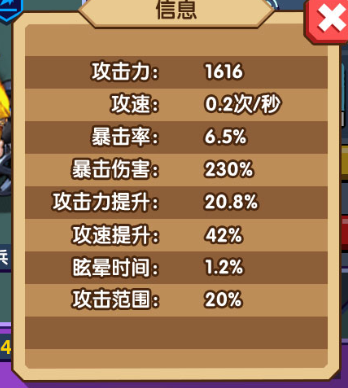 信息
攻击力: 1616
攻速: 0.2次/秒
暴击率: 6.5%
暴击伤害: 230%
攻击力提升: 20.8%
攻速提升: 42%
眩晕时间: 1.2%
攻击范围: 20%
兵
4